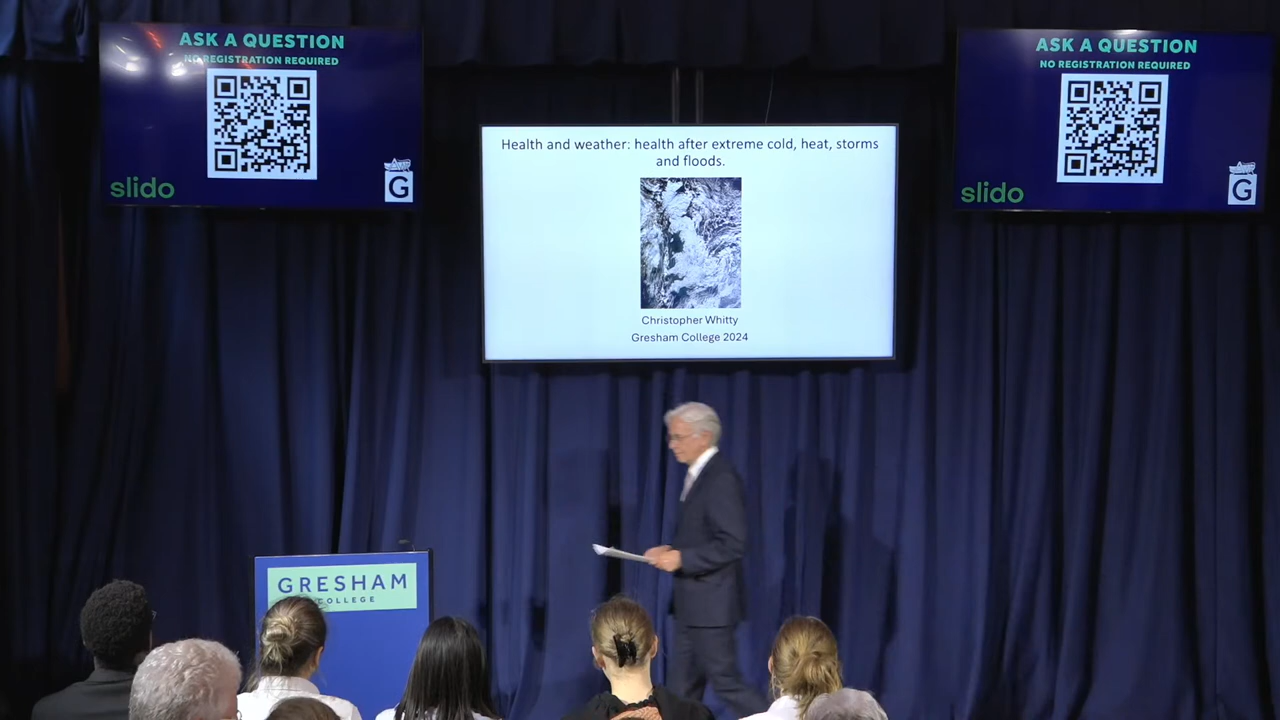 ASK A QUESTION
NO REGISTRATION REQUIRED
slido
G
Health and weather: health after extreme cold, heat, storms
and floods.
Christopher Whitty
Gresham College 2024
ASK A QUESTION
NO REGISTRATION REQUIRED
slido
G
GRESHAM
COLLEGE